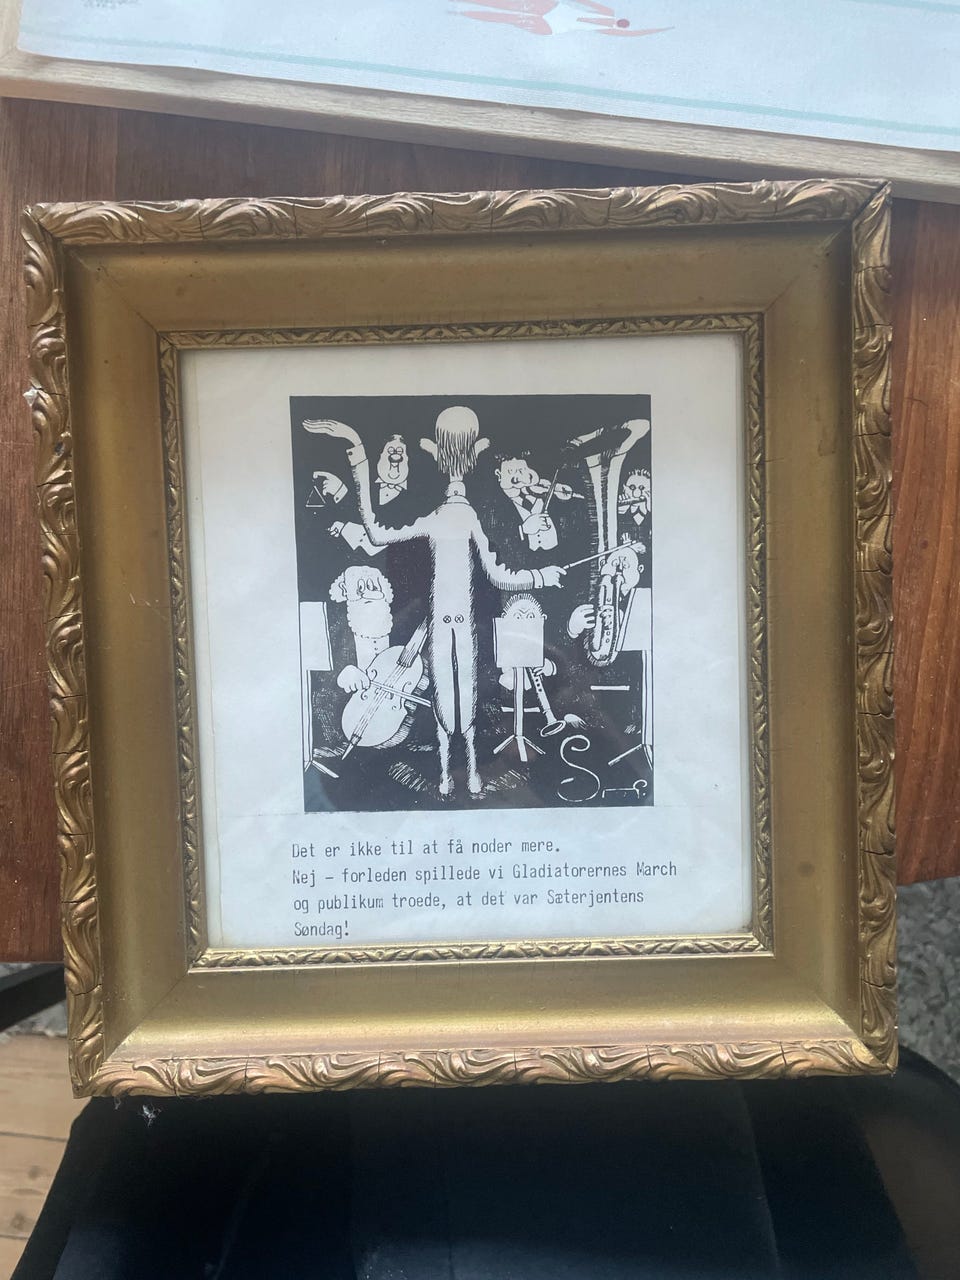 Det er ikke til at få noder mere.
Nej - forleden spillede vi Gladiatorernes March
og publikum troede, at det var Sæterjentens
Søndag!